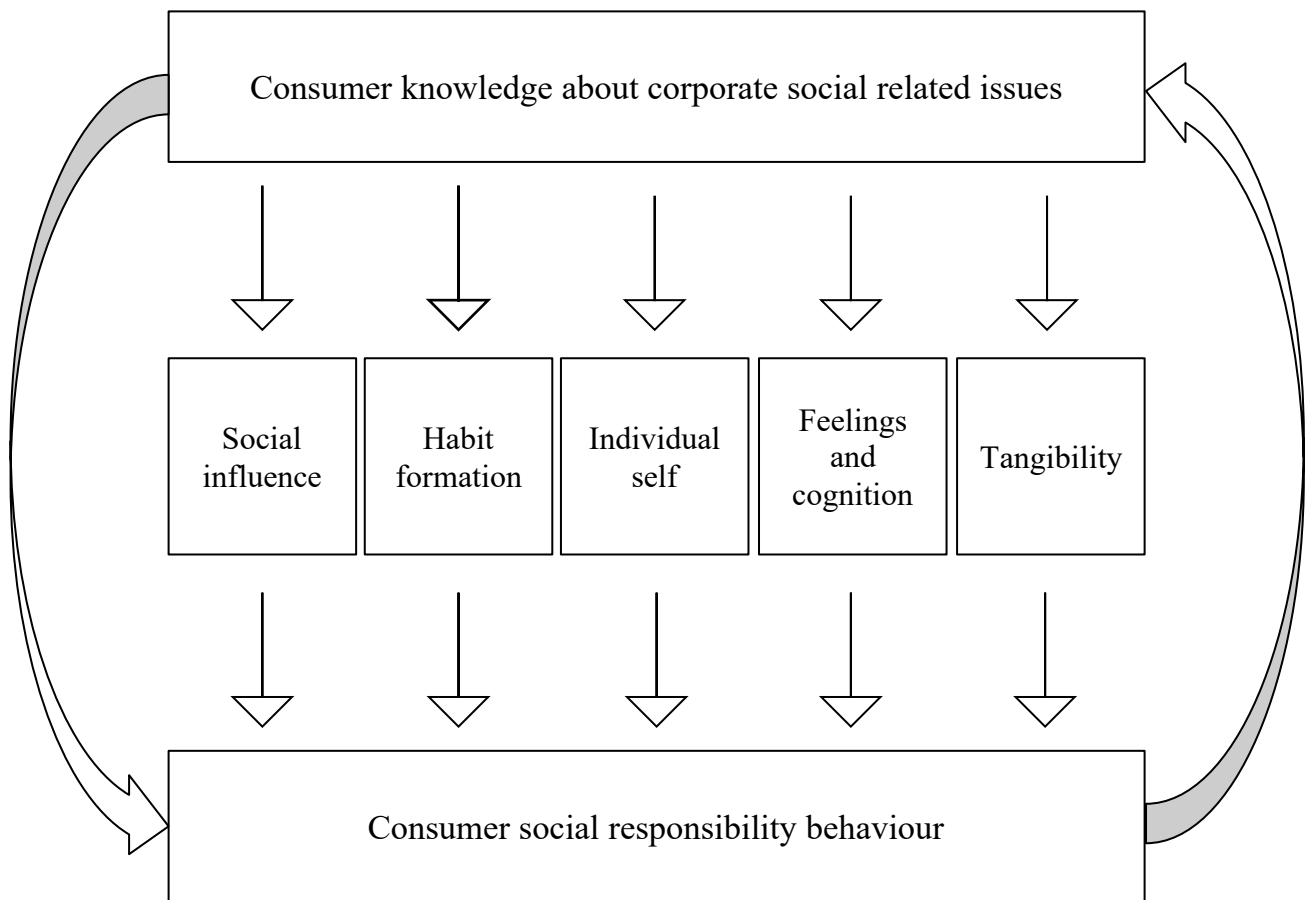 Consumer knowledge about corporate social related issues
Social
influence
Habit
formation
Individual
self
Feelings
and
cognition
Tangibility
Consumer social responsibility behaviour